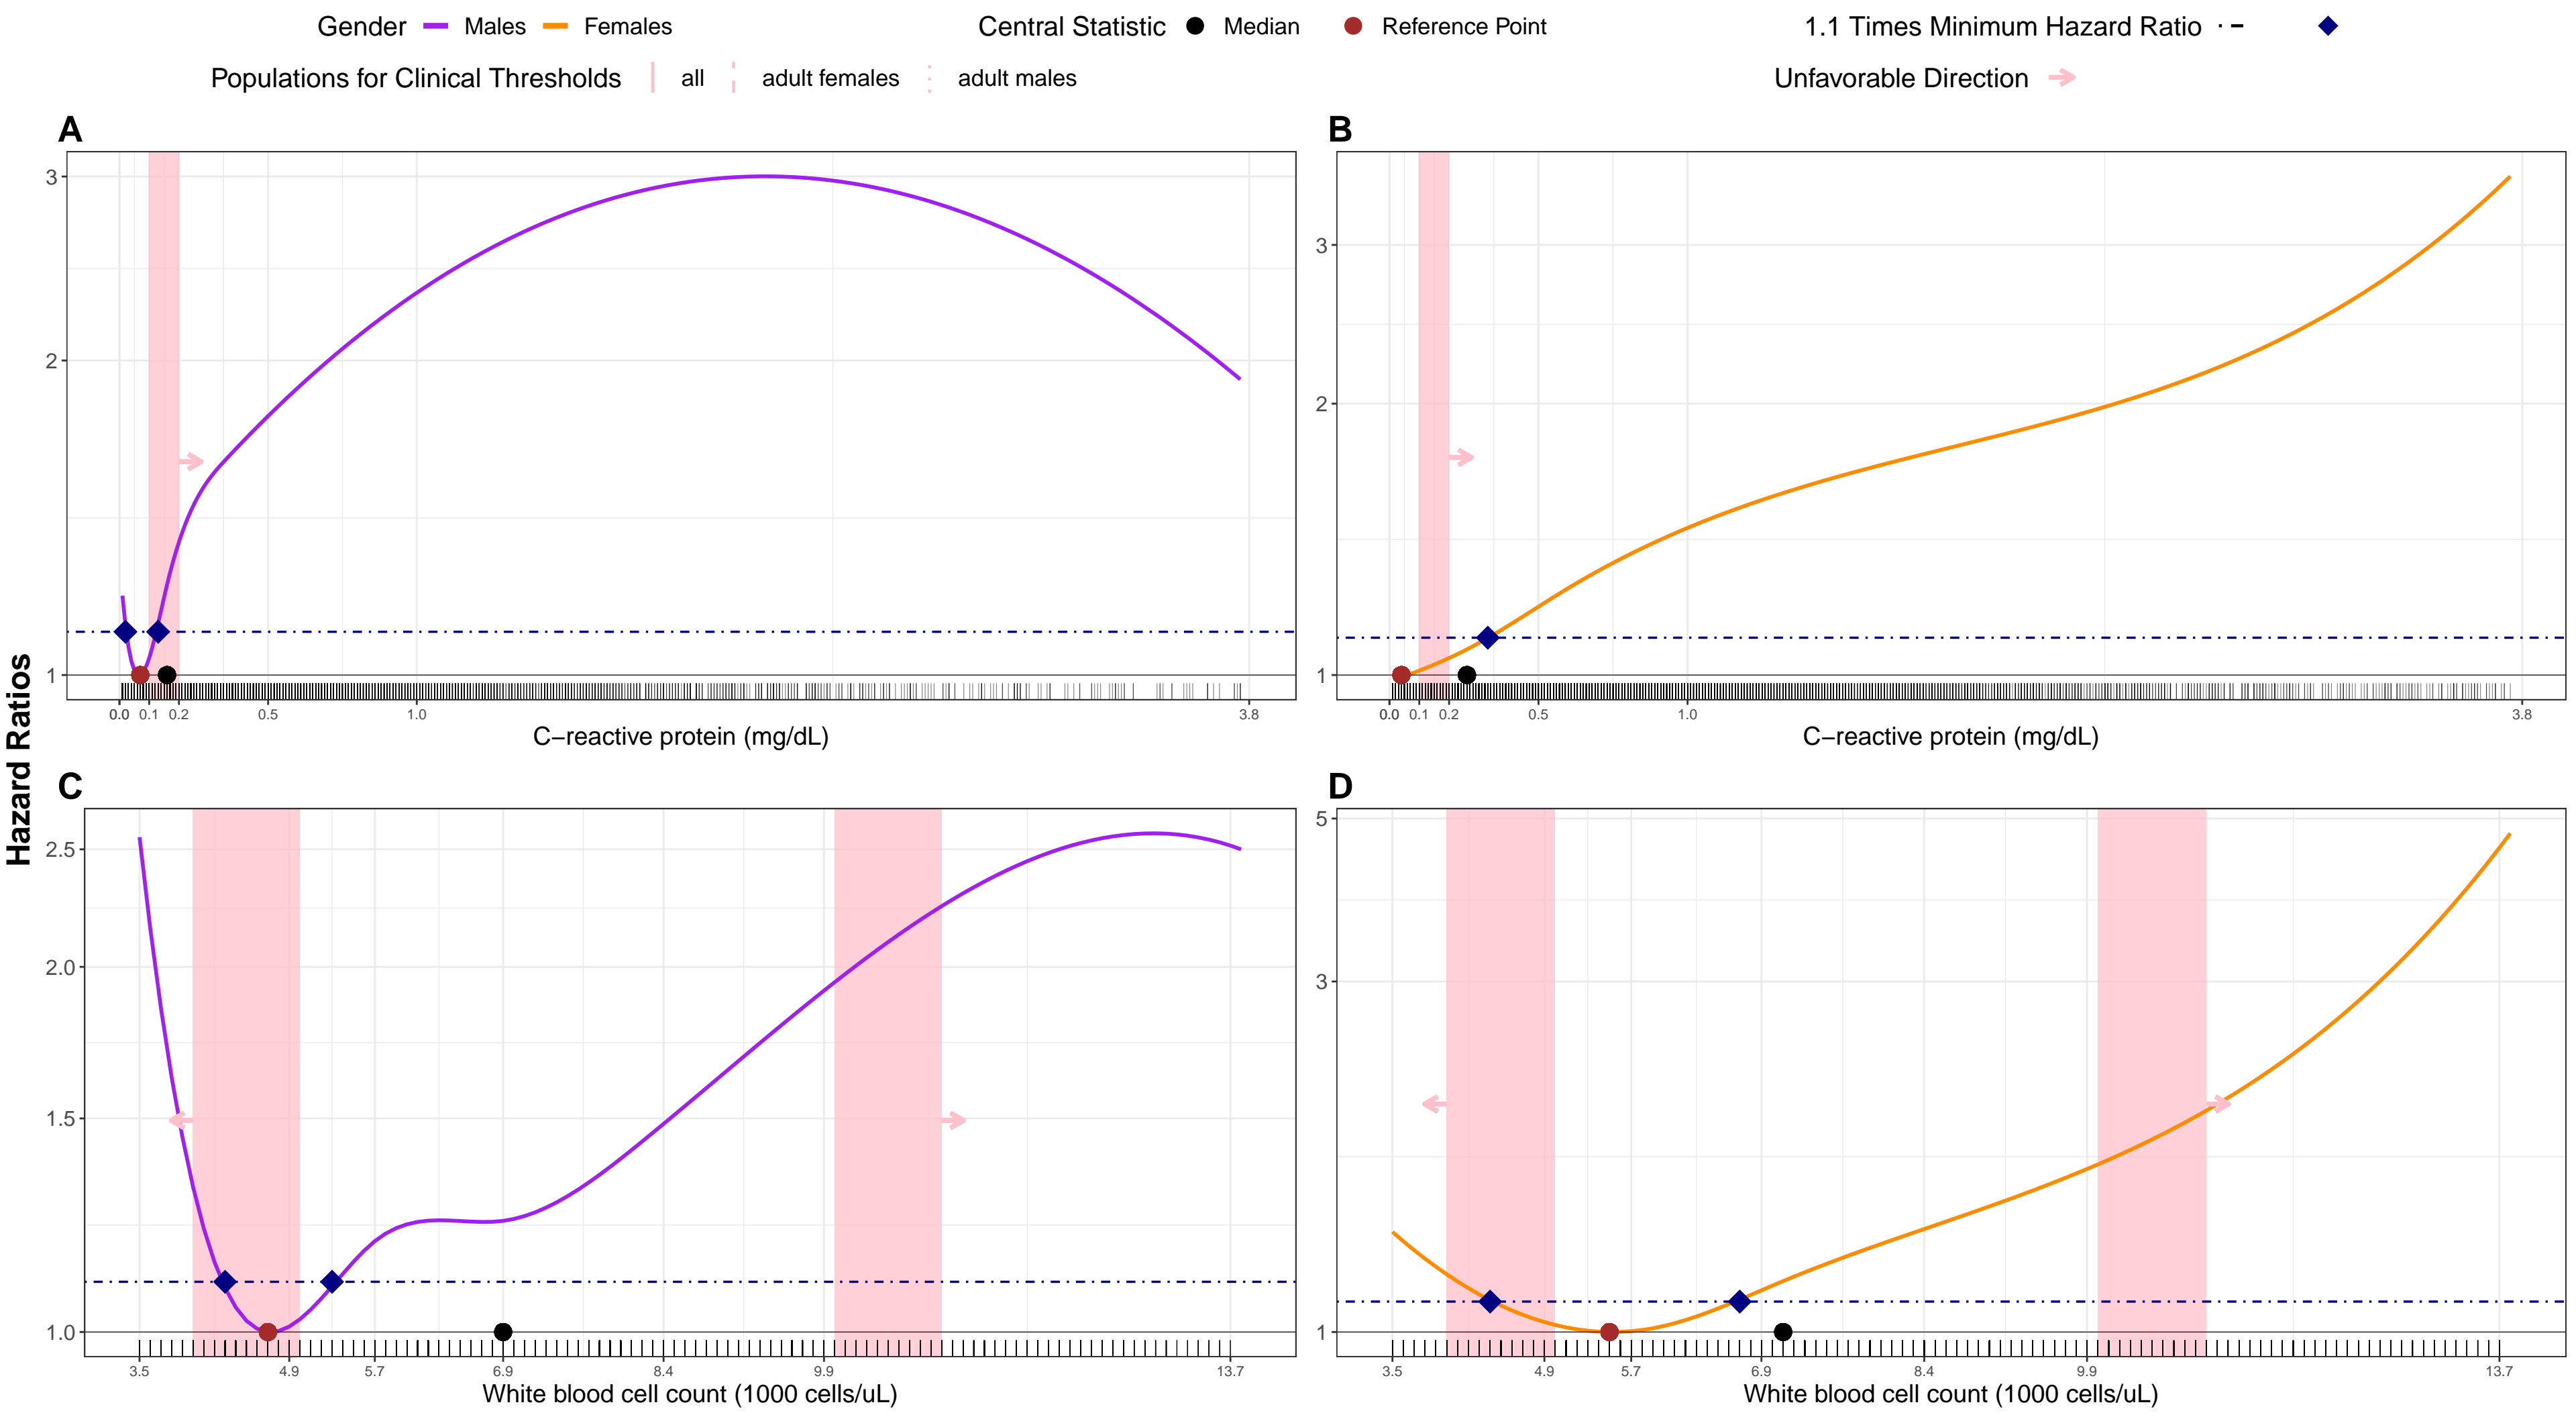 Gender Males Females Central Statistic Median Reference Point 1.1 Times Minimum Hazard Ratio
Populations for Clinical Thresholds all adult females adult males Unfavorable Direction
Hazard Ratios
A
3
2
1
0.0 0.1 0.2 0.5 1.0 3.8
C−reactive protein (mg/dL)
B
3
2
1
0.0 0.1 0.2 0.5 1.0 3.8
C−reactive protein (mg/dL)
C
2.5
2.0
1.5
1.0
3.5 4.9 5.7 6.9 8.4 9.9 13.7
White blood cell count (1000 cells/uL)
D
5
3
1
3.5 4.9 5.7 6.9 8.4 9.9 13.7
White blood cell count (1000 cells/uL)